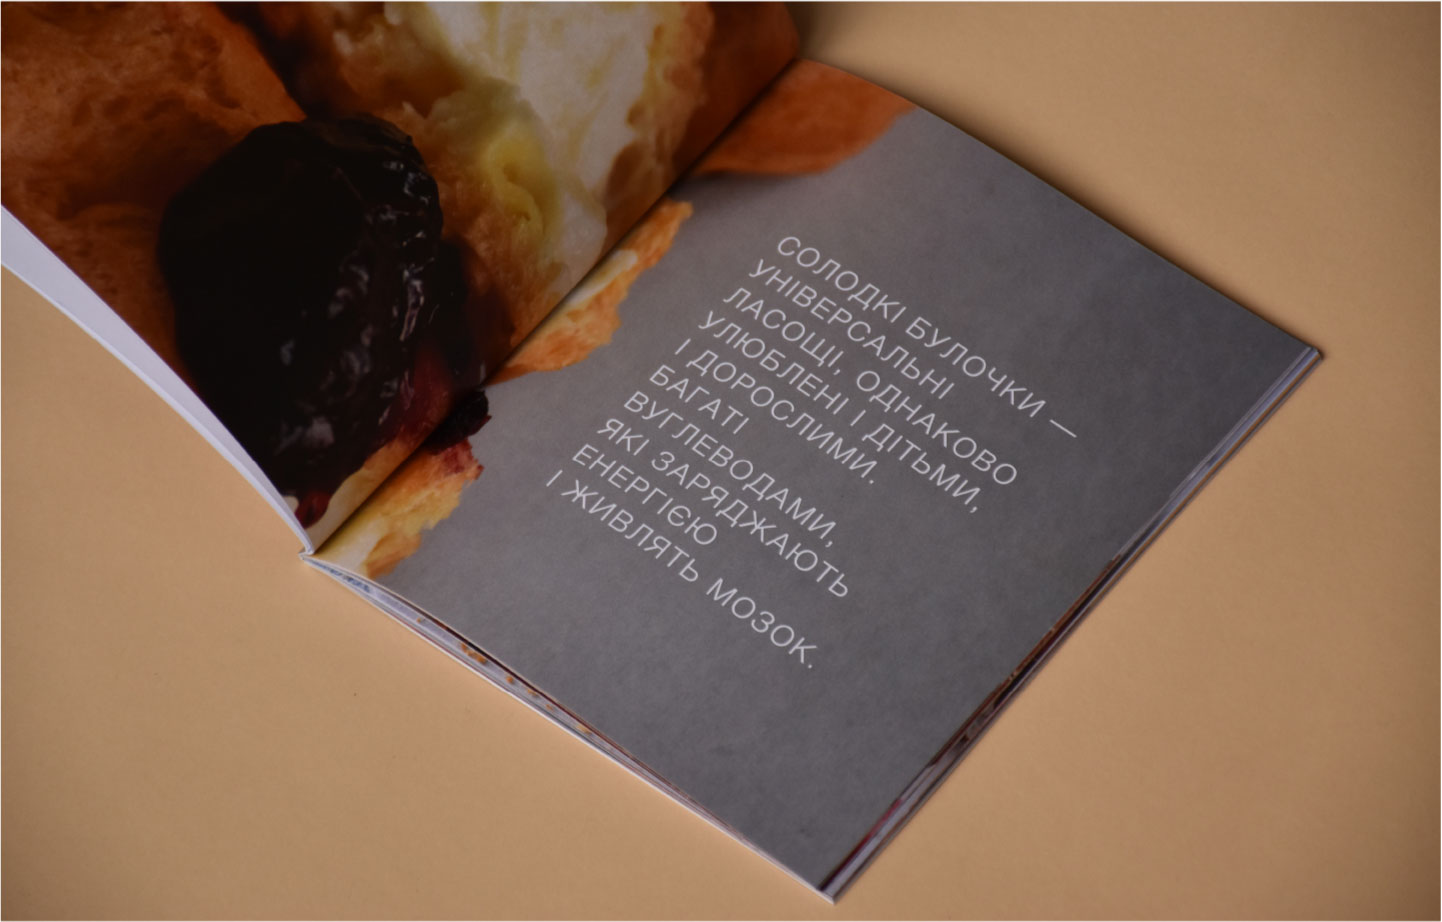 СОЛОДКІ БУЛОЧКИ —
УНІВЕРСАЛЬНІ
ЛАСОЩІ, ОДНАКОВО
УЛЮБЛЕНІ І ДІТЬМИ,
І ДОРОСЛИМИ.
БАГАТІ
ВУГЛЕВОДАМИ,
ЯКІ ЗАРЯДЖАЮТЬ
ЕНЕРГІЄЮ
І ЖИВЛЯТЬ МОЗОК.